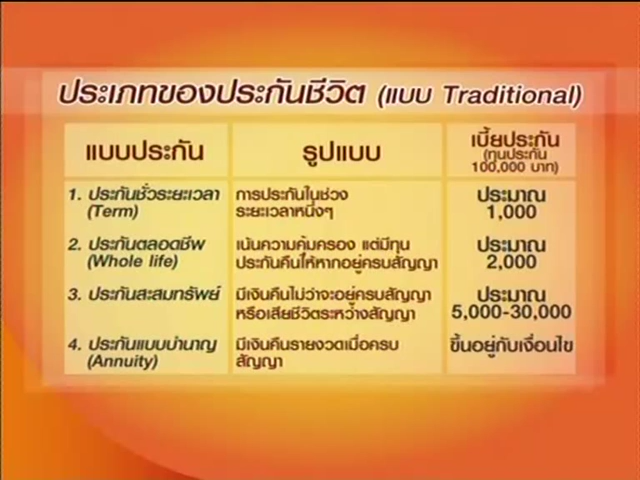 ประเภทของประกันชีวิต (แบบ Traditional)
แบบประกัน
รูปแบบ
เบี้ยประกัน
(ทุนประกัน
100,000 บาท)
1. ประกันชั่วระยะเวลา
(Term)
การประกันในช่วง
ระยะเวลาหนึ่งๆ
ประมาณ
1,000
2. ประกันตลอดชีพ
(Whole life)
เน้นความคุ้มครอง แต่มีทุน
ประกันคืนให้หากอยู่ครบสัญญา
ประมาณ
2,000
3. ประกันสะสมทรัพย์
มีเงินคืนไม่ว่าจะอยู่ครบสัญญา
หรือเสียชีวิตระหว่างสัญญา
ประมาณ
5,000-30,000
4. ประกันแบบบำนาญ
(Annuity)
มีเงินคืนรายงวดเมื่อครบ
สัญญา
ขึ้นอยู่กับเงื่อนไข